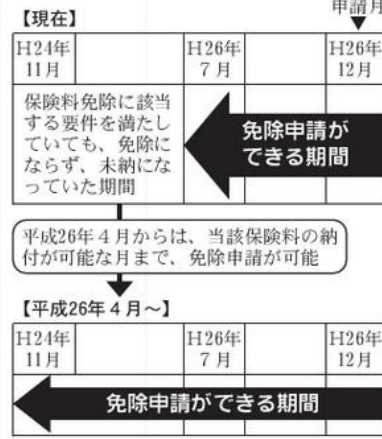 申請月
【現在】
▼
H24年
11月
H26年
7月
H26年
12月
保険料免除に該当
する要件を満たし
ていても、免除に
ならず、未納にな
っていた期間
免除申請が
できる期間
平成26年4月からは、当該保険料の納
付が可能な月まで、免除申請が可能
【平成26年4月～】
H24年
11月
H26年
7月
H26年
12月
免除申請ができる期間